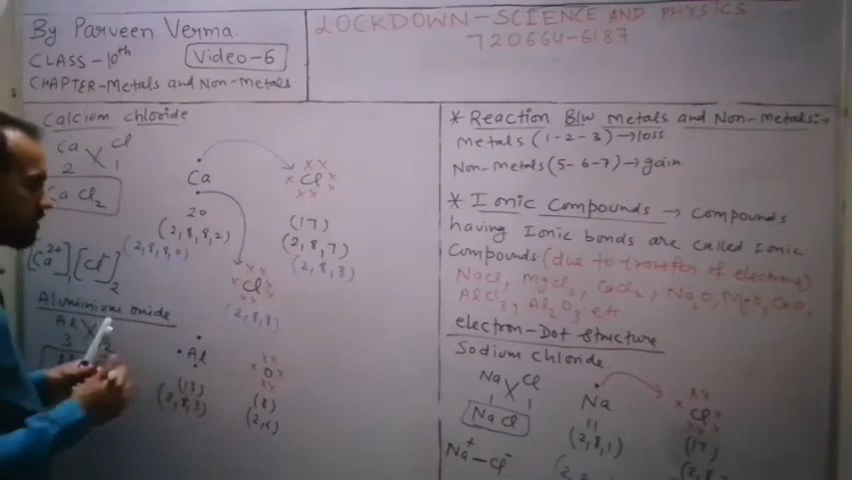 By Parveen Verma.
CLASS-10th Video-6
CHAPTER-Metals and Non-metals
LOCKDOWN-SCIENCE AND PHYSICS
720664-6187
Calcium chloride
Ca Cl
2 1
Ca Cl2
[Ca2+]1 [Cl-]2
Ca
20
(2,8,8,2)
(2,8,8,0)
Cl
(17)
(2,8,7)
(2,8,8)
Cl
(2,8,8)
Aluminium oxide
Al
3 2
Al
(13)
(2,8,3)
O
(8)
(2,6)
* Reaction B/w metals and Non-metals:→
metals (1-2-3)→loss
Non-metals (5-6-7)→gain.
* Ionic Compounds → compounds
having Ionic bonds are called Ionic
Compounds. (due to transfer of electrons)
NaCl, MgCl2, CaCl2, Na2O, MgO, CaO,
AlCl3, Al2O3 etc
electron-Dot structure
Sodium chloride
Na Cl
1 1
Na Cl
Na+ - Cl-
Na
11
(2,8,1)
Cl
(17)